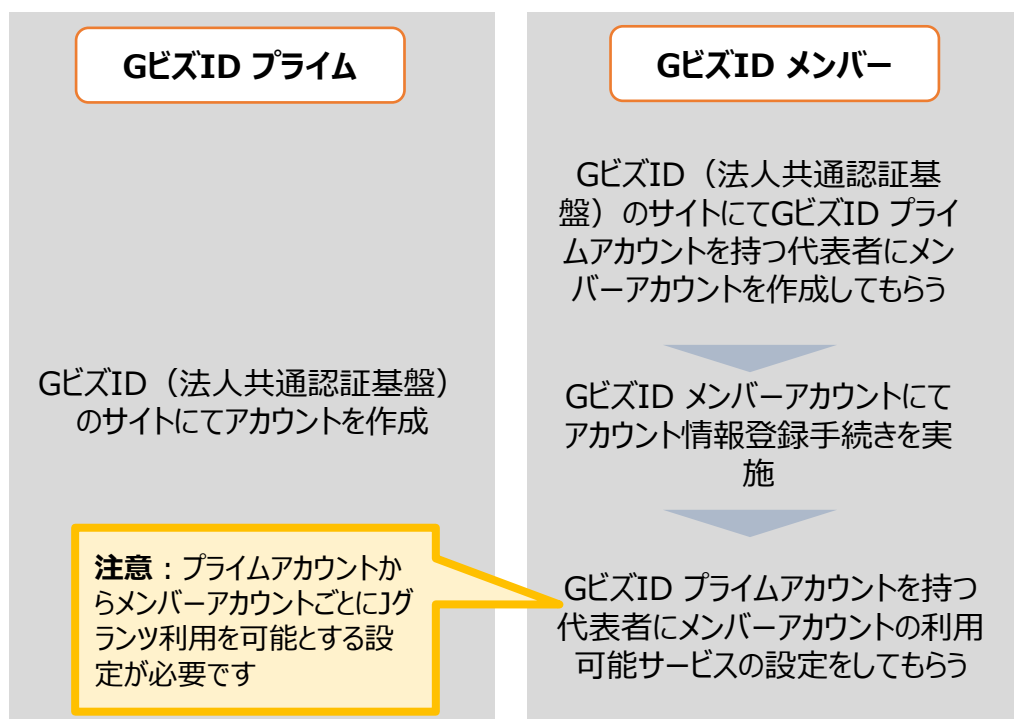 GビズID プライム
GビズID（法人共通認証基盤）
のサイトにてアカウントを作成
注意：プライムアカウントか
らメンバーアカウントごとにJグ
ランツ利用を可能とする設
定が必要です
GビズID メンバー
GビズID（法人共通認証基
盤）のサイトにてGビズID プライ
ムアカウントを持つ代表者にメン
バーアカウントを作成してもらう
GビズID メンバーアカウントにて
アカウント情報登録手続きを実
施
GビズID プライムアカウントを持つ
代表者にメンバーアカウントの利用
可能サービスの設定をしてもらう